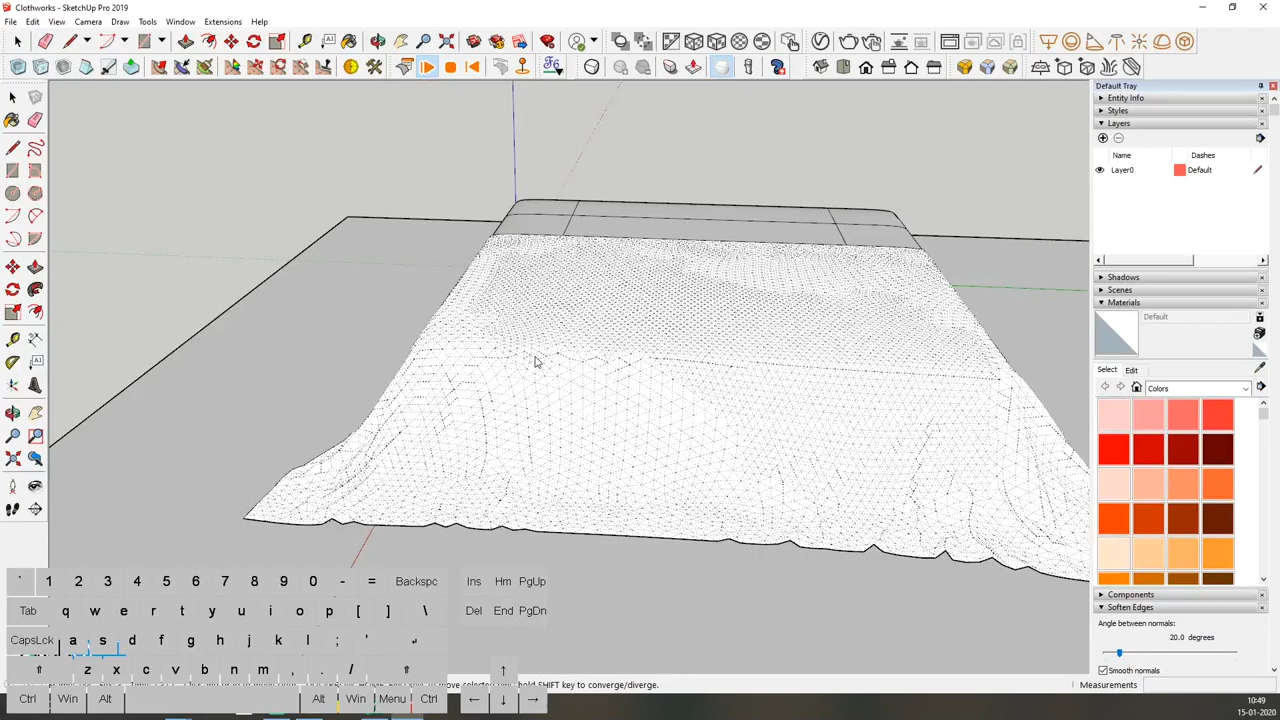 Clothworks - SketchUp Pro 2019
File Edit View Camera Draw Tools Window Extensions Help
Default Tray
Entity Info
Styles
Layers
Name Dashes
Layer0 Default
Shadows
Scenes
Materials
Default
Select Edit
Colors
Components
Soften Edges
Angle between normals:
20.0 degrees
Smooth normals
` 1 2 3 4 5 6 7 8 9 0 - = Backspc Ins Hm PgUp
Tab q w e r t y u i o p [ ] \ Del End PgDn
CapsLck a s d f g h j k l ; ' ↵
⇧ z x c v b n m , . / ⇧ ↑
Ctrl Win Alt Alt Win Menu Ctrl ← ↓ →
hold SHIFT key to converge/diverge.
Measurements
10:49
15-01-2020